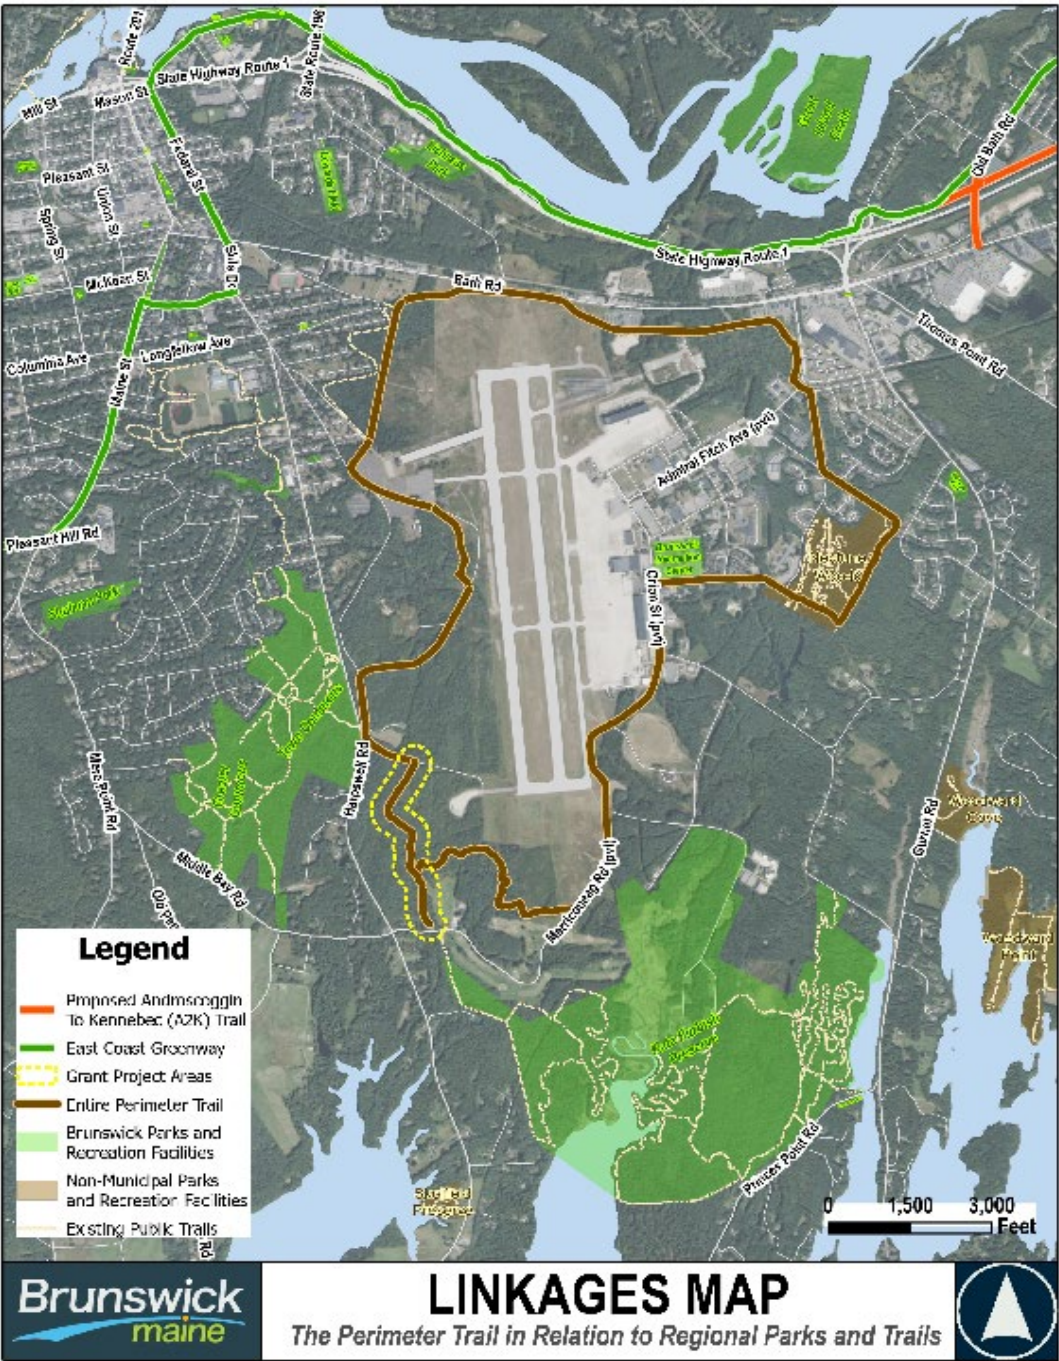 Route 201
State Route 196
State Highway Route 1
Mason St
Mill St
Federal St
Pleasant St
Union St
Spring St
McKeen St
Old Bath Rd
State Highway Route 1
Bath Rd
Thomas Point Rd
Columbia Ave
Longfellow Ave
Maine St
Admiral Fitch Ave (pvt)
Pleasant Hill Rd
Orion St (pvt)
Mere Point Rd
Harpswell Rd
Middle Bay Rd
Gurnet Rd
Woodward
Cove
Merriconeag Rd (pvt)
Woodward
Point
Princes Point Rd
Legend
Proposed Androscoggin
To Kennebec (A2K) Trail
East Coast Greenway
Grant Project Areas
Entire Perimeter Trail
Brunswick Parks and
Recreation Facilities
Non-Municipal Parks
and Recreation Facilities
Existing Public Trails
Rd
0 1,500 3,000
Feet
Brunswick
maine
LINKAGES MAP
The Perimeter Trail in Relation to Regional Parks and Trails